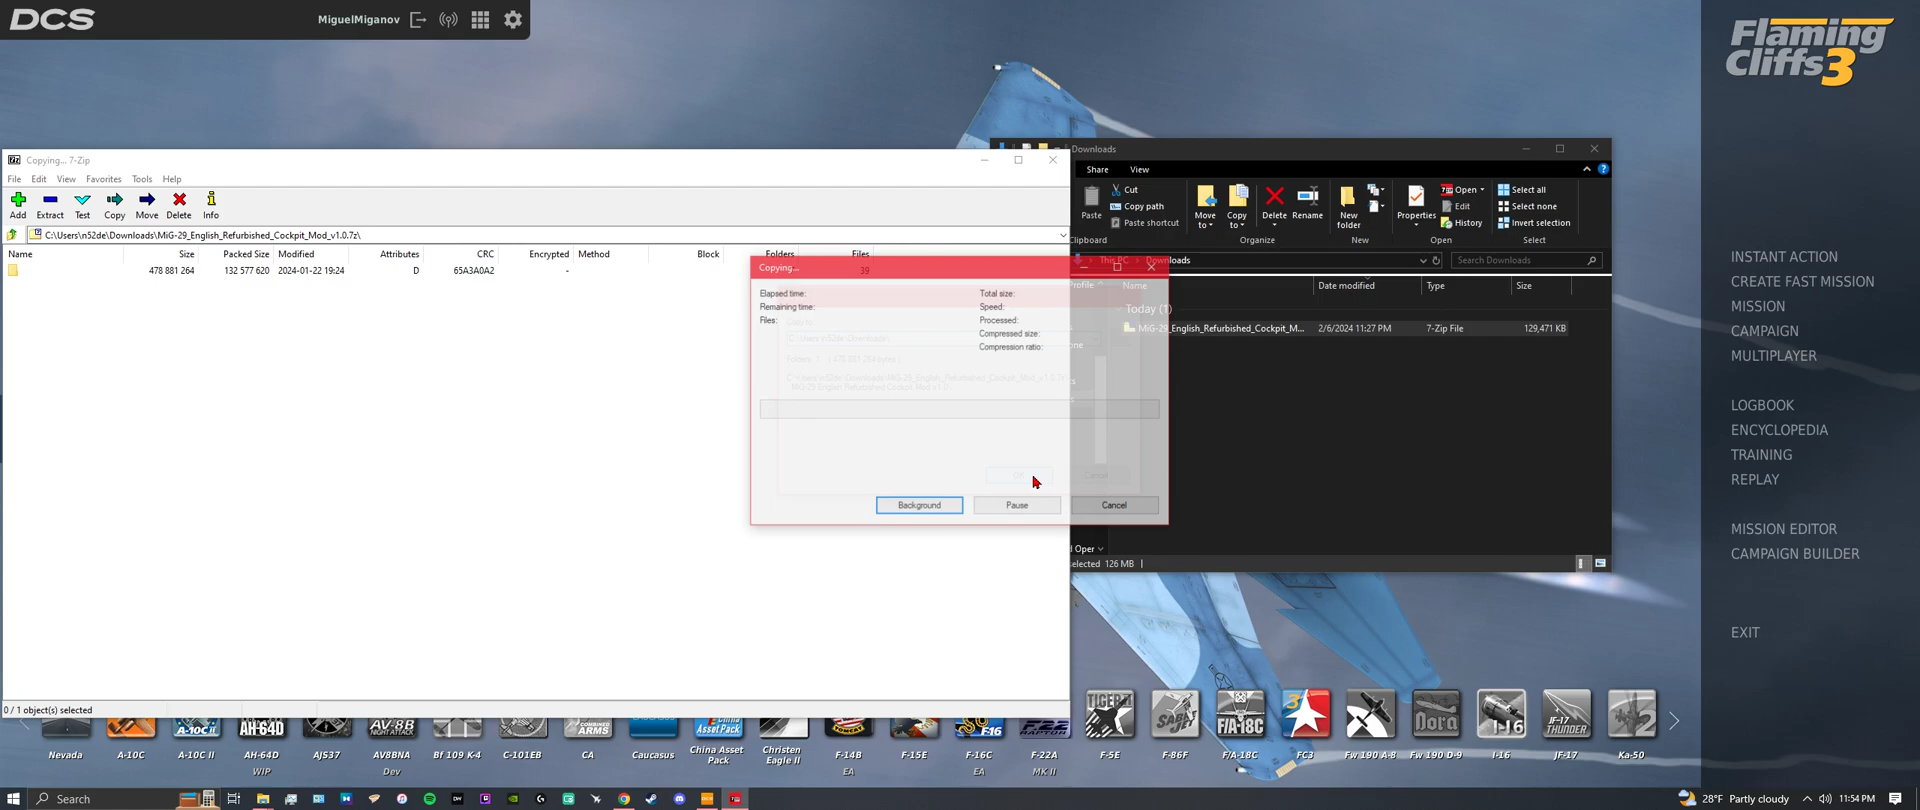 DCS
MiguelMiganov
Flaming
Cliffs 3
Copying... 7-Zip
File Edit View Favorites Tools Help
Add Extract Test Copy Move Delete Info
C:\Users\n52de\Downloads\MiG-29_English_Refurbished_Cockpit_Mod_v1.0.7z\
Name Size Packed Size Modified Attributes CRC Encrypted Method Block Folders Files
478 881 264 132 577 620 2024-01-22 19:24 D 65A3A0A2 - 39
0 / 1 object(s) selected
Copying...
Elapsed time: Total size:
Remaining time: Speed:
Files: Processed:
Compressed size:
Compression ratio:
Background Pause Cancel
Downloads
Share View
Paste
Cut
Copy path
Paste shortcut
Move to
Copy to
Delete
Rename
New folder
Properties
Open
Edit
History
Select all
Select none
Invert selection
Clipboard Organize New Open Select
This PC Downloads Search Downloads
Name Date modified Type Size
Today (1)
MiG-29_English_Refurbished_Cockpit_M... 2/6/2024 11:27 PM 7-Zip File 129,471 KB
selected 126 MB
INSTANT ACTION
CREATE FAST MISSION
MISSION
CAMPAIGN
MULTIPLAYER
LOGBOOK
ENCYCLOPEDIA
TRAINING
REPLAY
MISSION EDITOR
CAMPAIGN BUILDER
EXIT
Nevada A-10C A-10C II AH-64D AJS37 AV8BNA Bf 109 K-4 C-101EB CA Caucasus China Asset Pack Christen Eagle II F-14B F-15E F-16C F-22A F-5E F-86F F/A-18C FC3 Fw 190 A-8 Fw 190 D-9 I-16 JF-17 Ka-50
WIP Dev EA EA MK II
Search
28°F Partly cloudy 11:54 PM